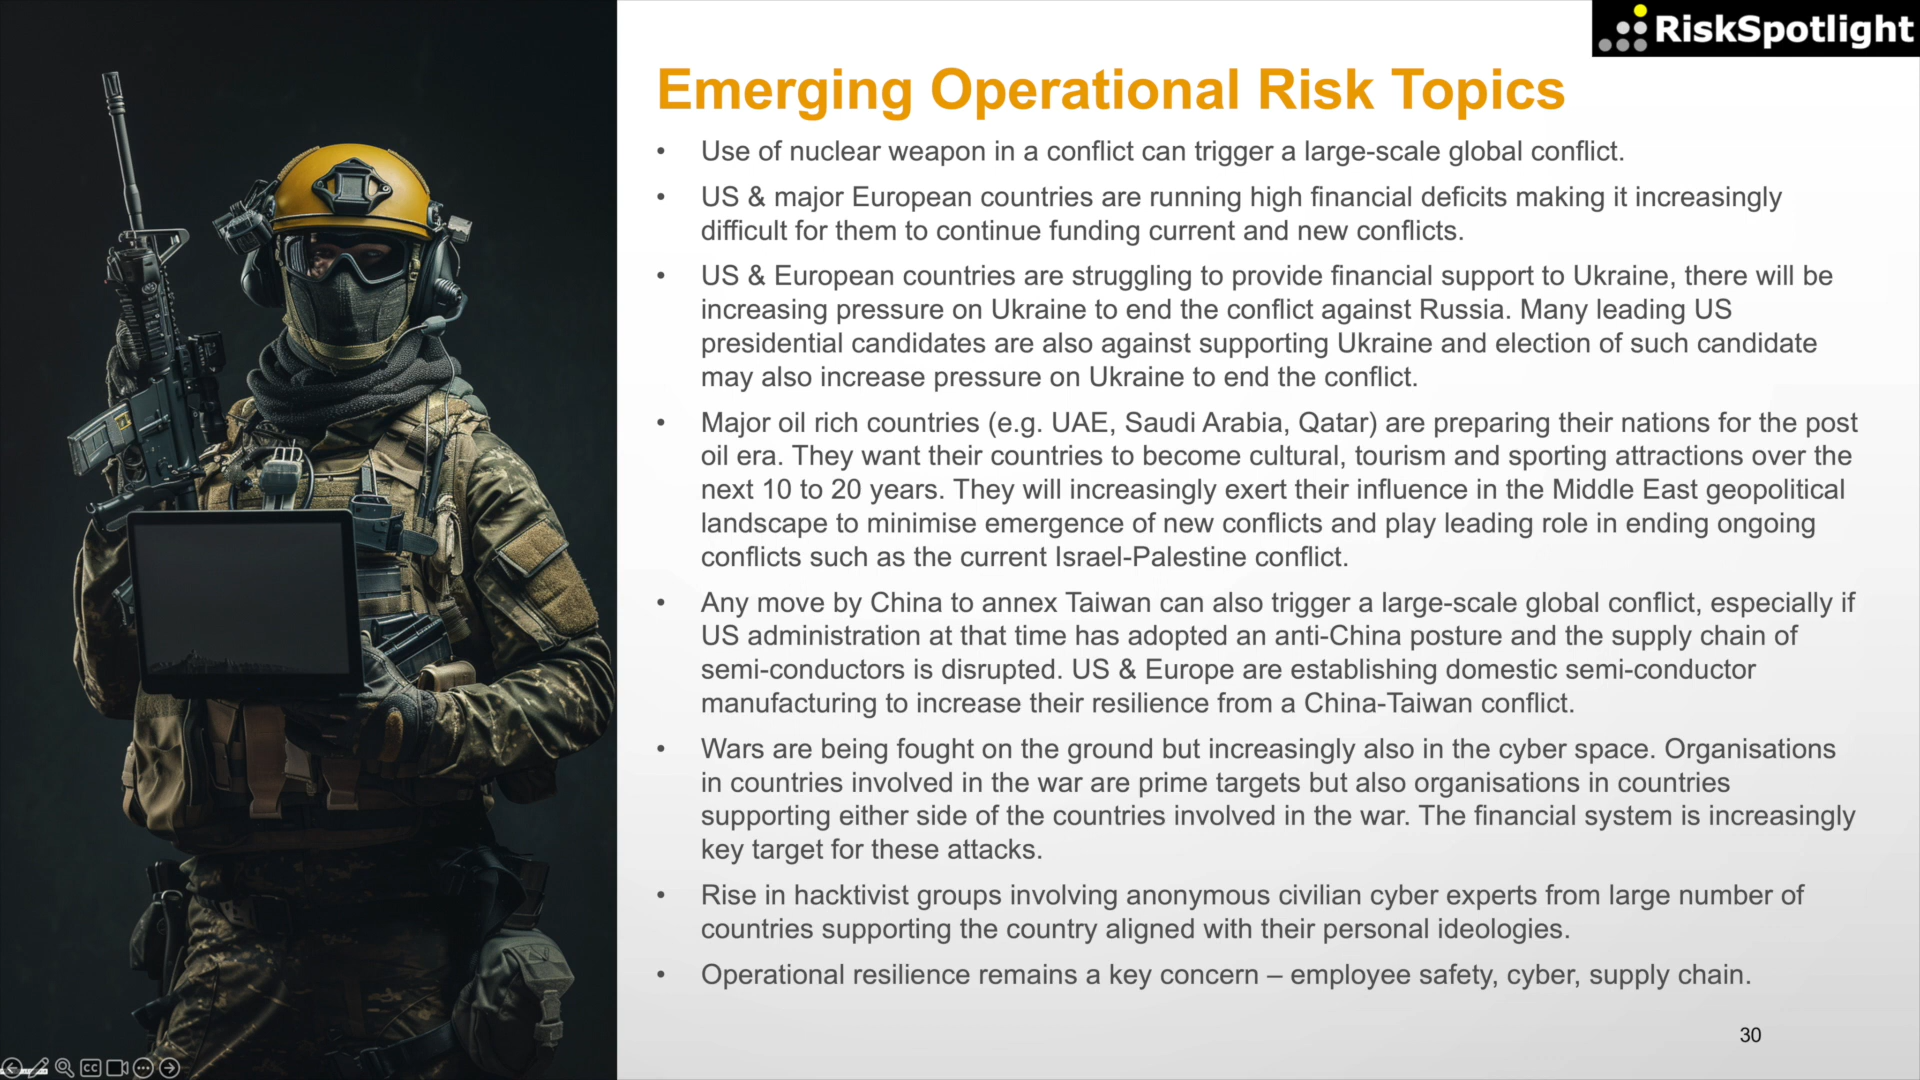 RiskSpotlight
Emerging Operational Risk Topics
• Use of nuclear weapon in a conflict can trigger a large-scale global conflict.
• US & major European countries are running high financial deficits making it increasingly
difficult for them to continue funding current and new conflicts.
• US & European countries are struggling to provide financial support to Ukraine, there will be
increasing pressure on Ukraine to end the conflict against Russia. Many leading US
presidential candidates are also against supporting Ukraine and election of such candidate
may also increase pressure on Ukraine to end the conflict.
• Major oil rich countries (e.g. UAE, Saudi Arabia, Qatar) are preparing their nations for the post
oil era. They want their countries to become cultural, tourism and sporting attractions over the
next 10 to 20 years. They will increasingly exert their influence in the Middle East geopolitical
landscape to minimise emergence of new conflicts and play leading role in ending ongoing
conflicts such as the current Israel-Palestine conflict.
• Any move by China to annex Taiwan can also trigger a large-scale global conflict, especially if
US administration at that time has adopted an anti-China posture and the supply chain of
semi-conductors is disrupted. US & Europe are establishing domestic semi-conductor
manufacturing to increase their resilience from a China-Taiwan conflict.
• Wars are being fought on the ground but increasingly also in the cyber space. Organisations
in countries involved in the war are prime targets but also organisations in countries
supporting either side of the countries involved in the war. The financial system is increasingly
key target for these attacks.
• Rise in hacktivist groups involving anonymous civilian cyber experts from large number of
countries supporting the country aligned with their personal ideologies.
• Operational resilience remains a key concern – employee safety, cyber, supply chain.
30
CC